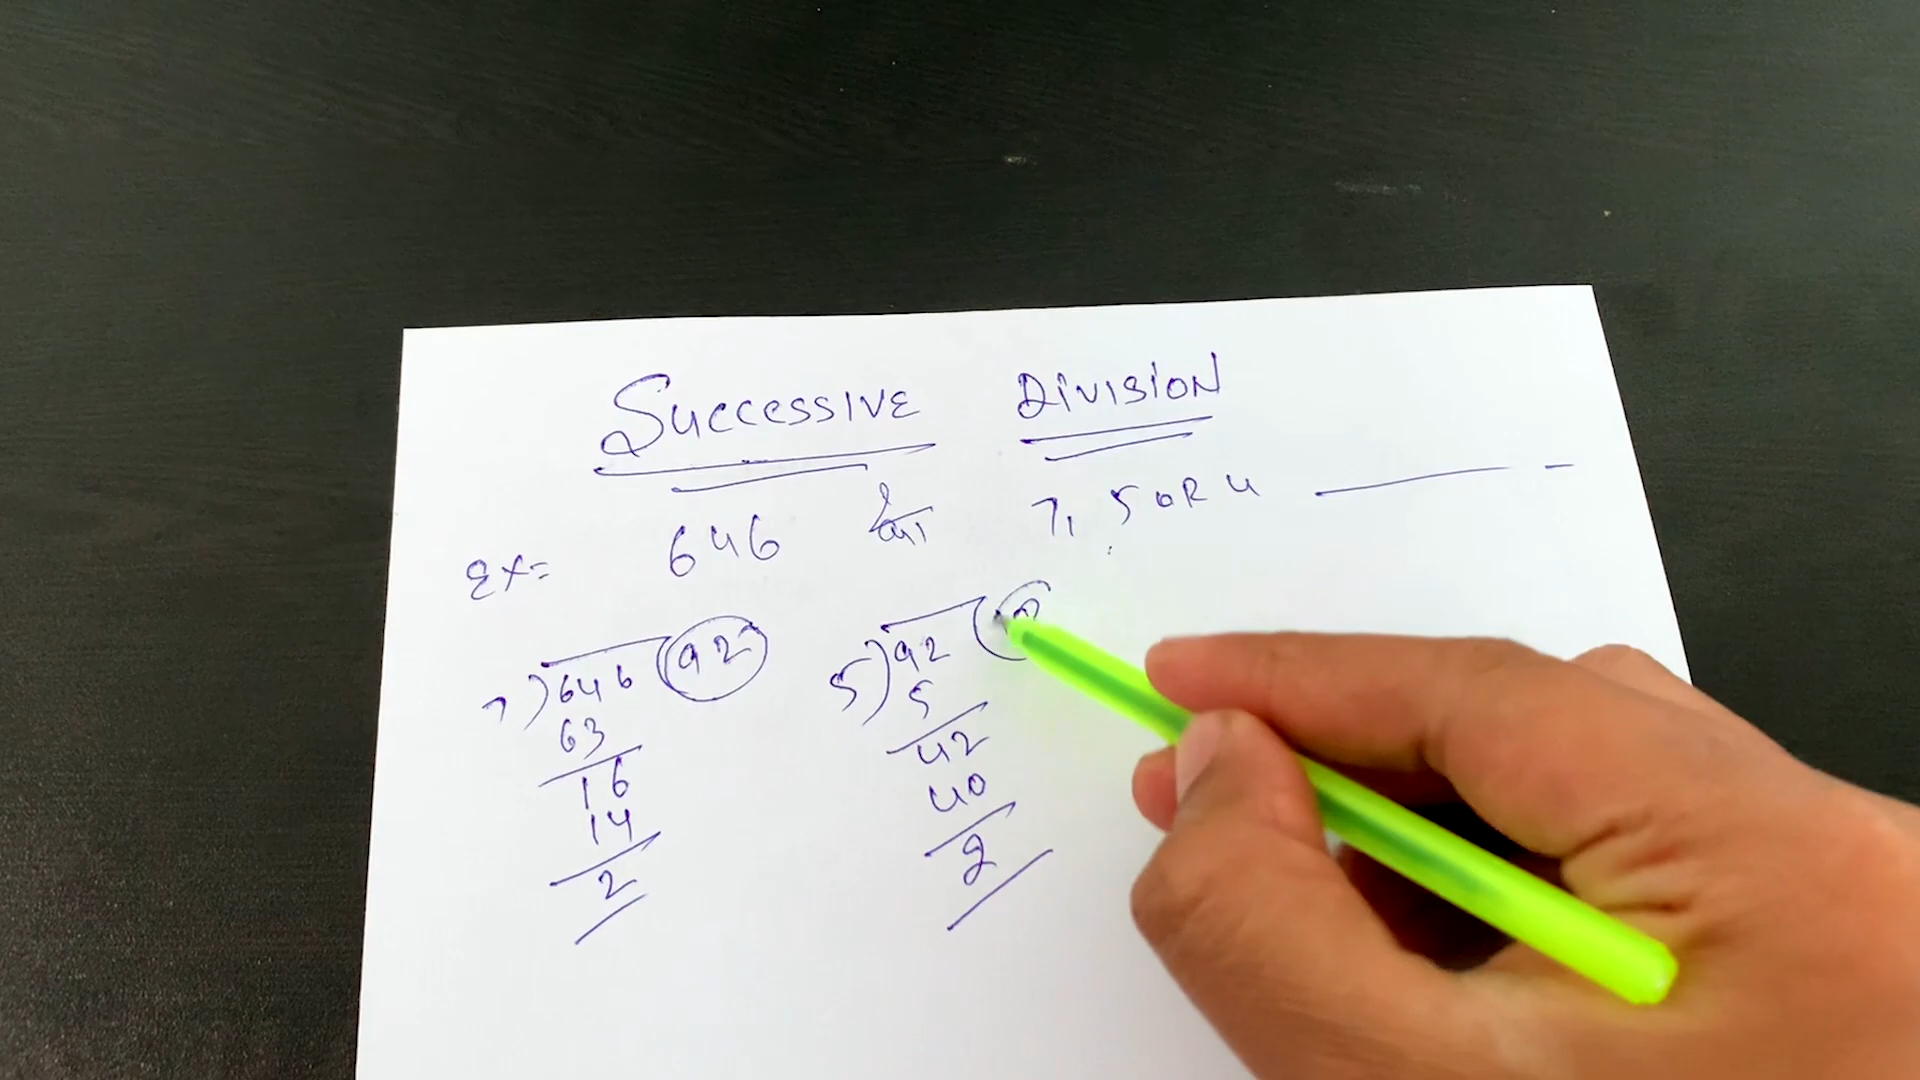 SUCCESSIVE DIVISION
Ex= 646 का 7, 5 OR 4
7) 646 (92
63
16
14
2
5) 92 (
5
42
40
2